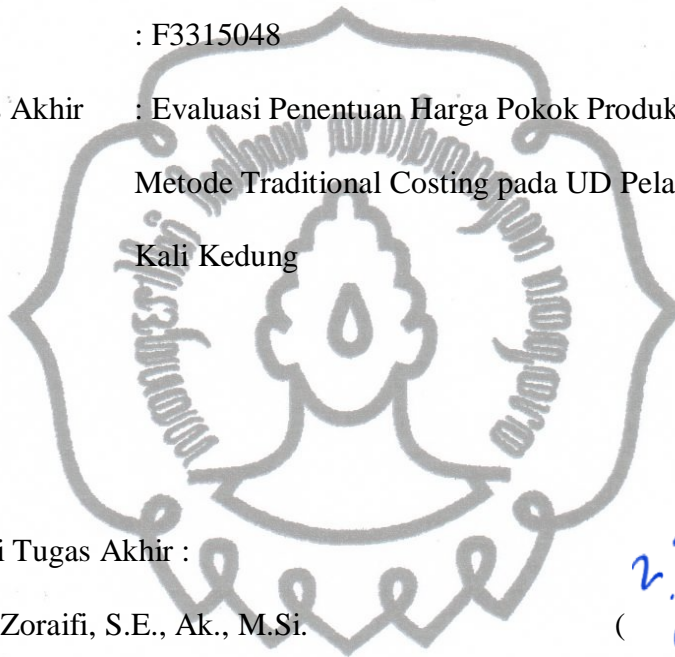 : F3315048
Akhir : Evaluasi Penentuan Harga Pokok Produk
Metode Traditional Costing pada UD Pela
Kali Kedung
i Tugas Akhir :
Zoraifi, S.E., Ak., M.Si. (